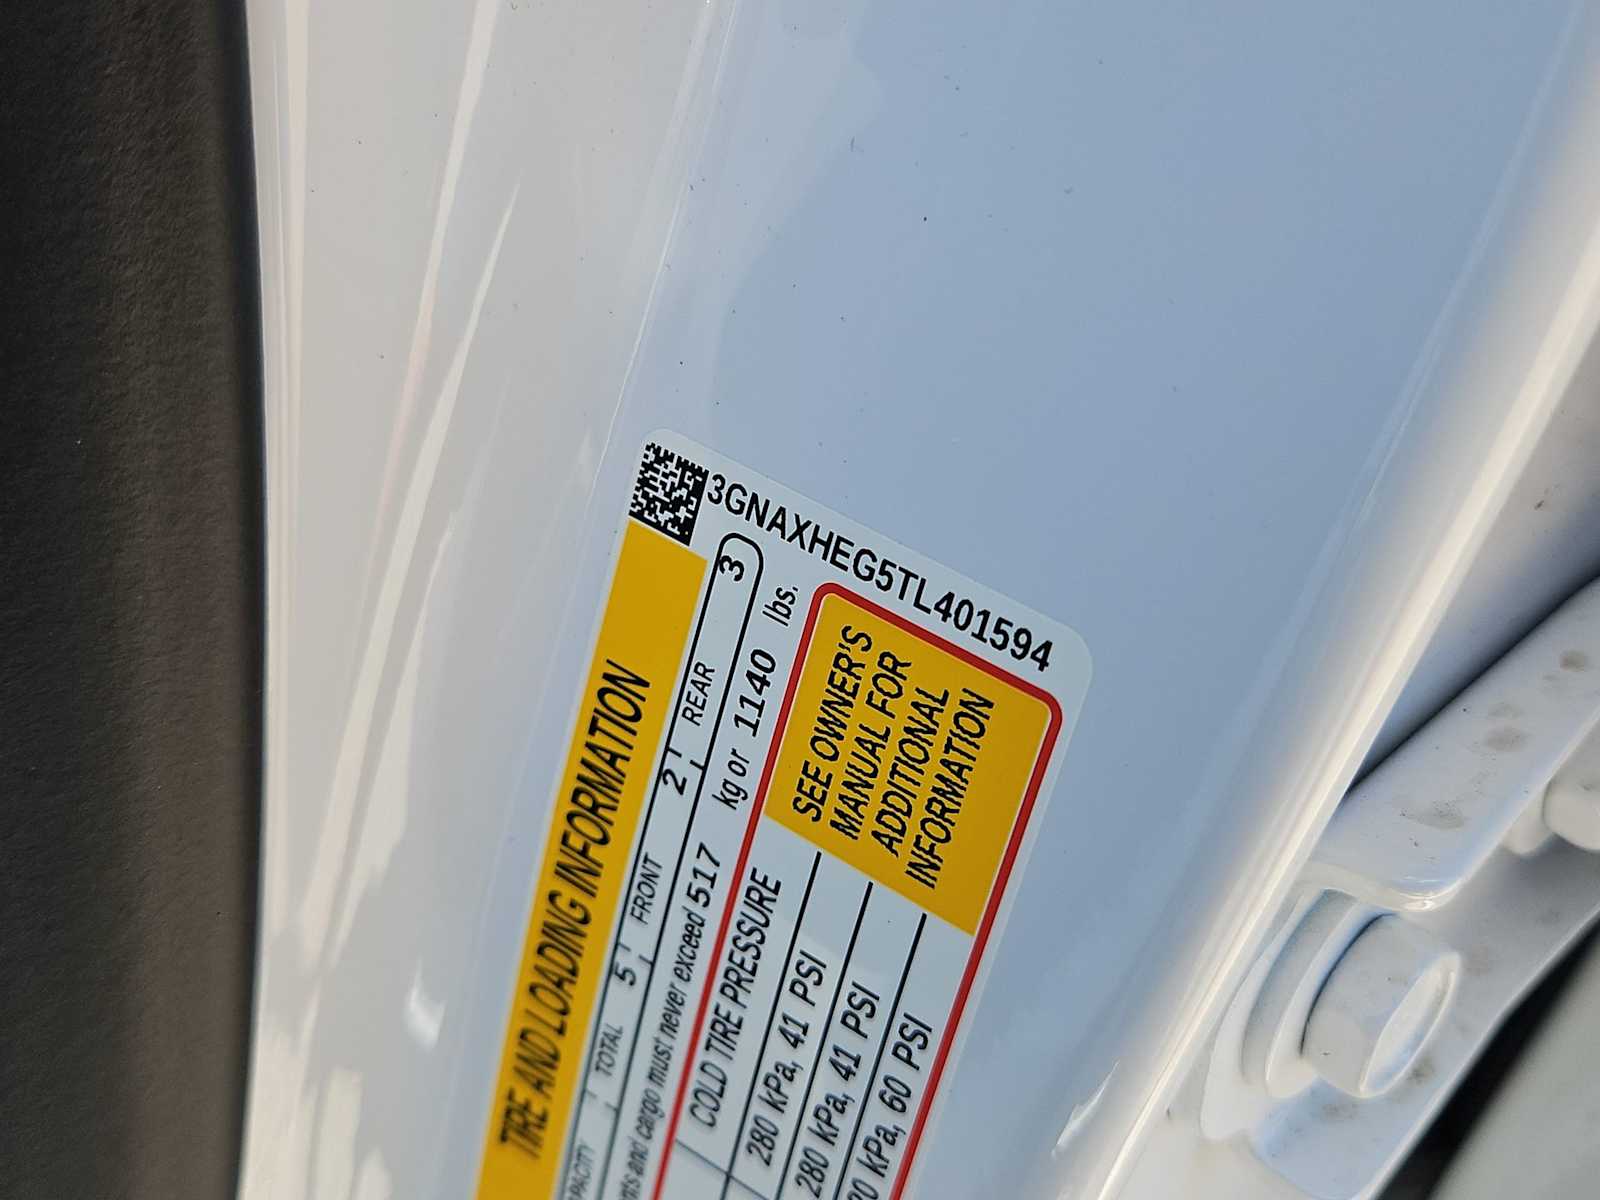 3GNAXHEG5TL401594
TIRE AND LOADING INFORMATION
TOTAL 5 FRONT 2 REAR 3
and cargo must never exceed 517 kg or 1140 lbs.
COLD TIRE PRESSURE
280 kPa, 41 PSI
280 kPa, 41 PSI
kPa, 60 PSI
SEE OWNER'S
MANUAL FOR
ADDITIONAL
INFORMATION